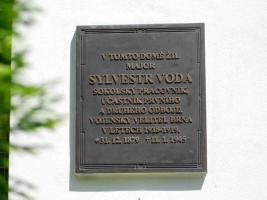 V TOMTO DOMĚ ŽIL
MAJOR
SYLVESTR VODA
SOKOLSKÝ PRACOVNÍK,
ÚČASTNÍK PRVNÍHO
A DRUHÉHO ODBOJE,
VOJENSKÝ VELITEL BRNA
V LETECH 1918-1919,
*31. 12. 1879 †11. 1. 1945